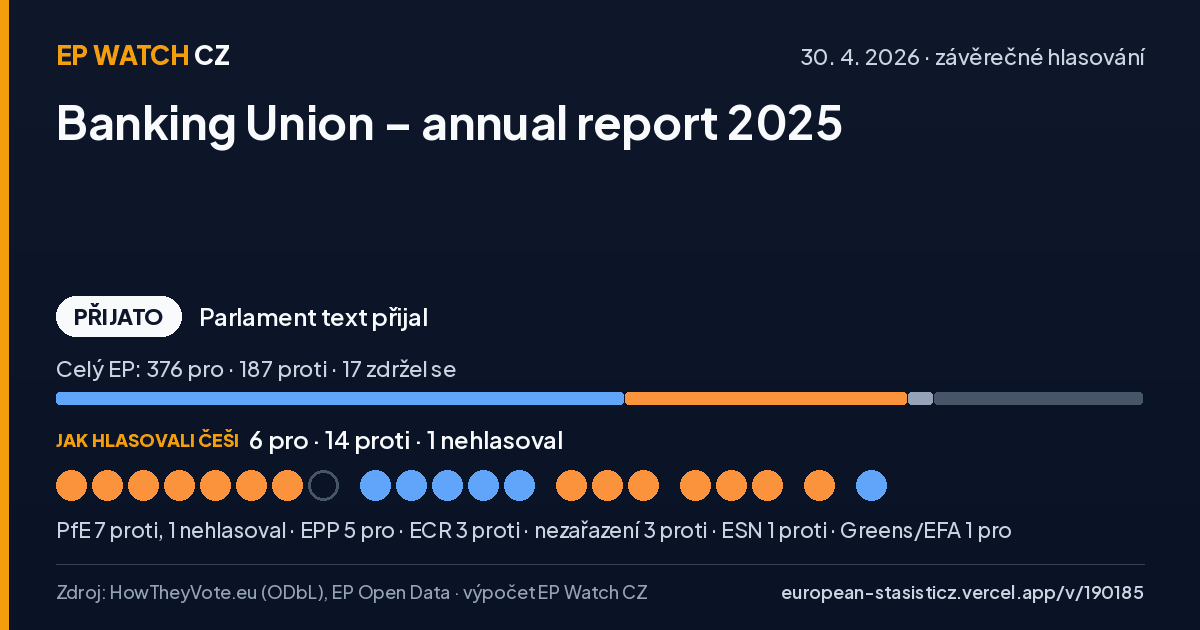 EP WATCH CZ
30. 4. 2026 · závěrečné hlasování
Banking Union – annual report 2025
PŘIJATO Parlament text přijal
Celý EP: 376 pro · 187 proti · 17 zdržel se
JAK HLASOVALI ČEŠI 6 pro · 14 proti · 1 nehlasoval
PfE 7 proti, 1 nehlasoval · EPP 5 pro · ECR 3 proti · nezařazení 3 proti · ESN 1 proti · Greens/EFA 1 pro
Zdroj: HowTheyVote.eu (ODbL), EP Open Data · výpočet EP Watch CZ
european-stasisticz.vercel.app/v/190185